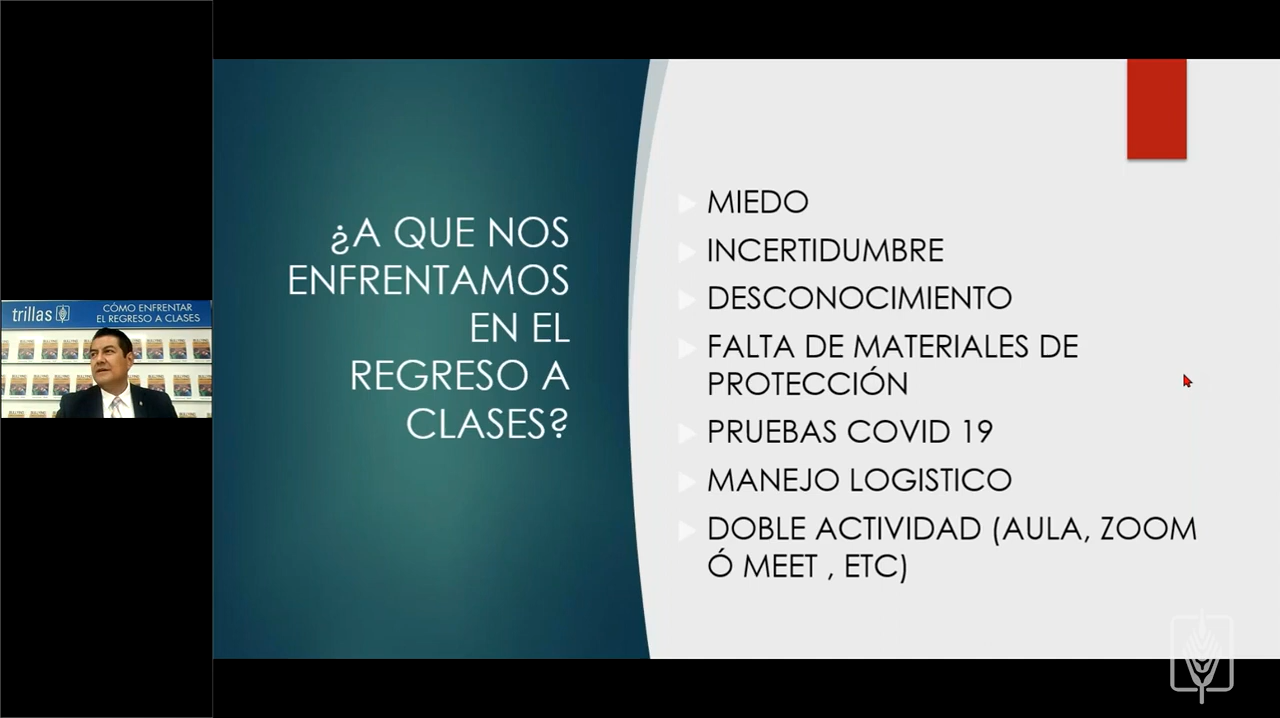 trillas
CÓMO ENFRENTAR
EL REGRESO A CLASES
¿A QUE NOS
ENFRENTAMOS
EN EL
REGRESO A
CLASES?
MIEDO
INCERTIDUMBRE
DESCONOCIMIENTO
FALTA DE MATERIALES DE
PROTECCIÓN
PRUEBAS COVID 19
MANEJO LOGISTICO
DOBLE ACTIVIDAD (AULA, ZOOM
Ó MEET , ETC)